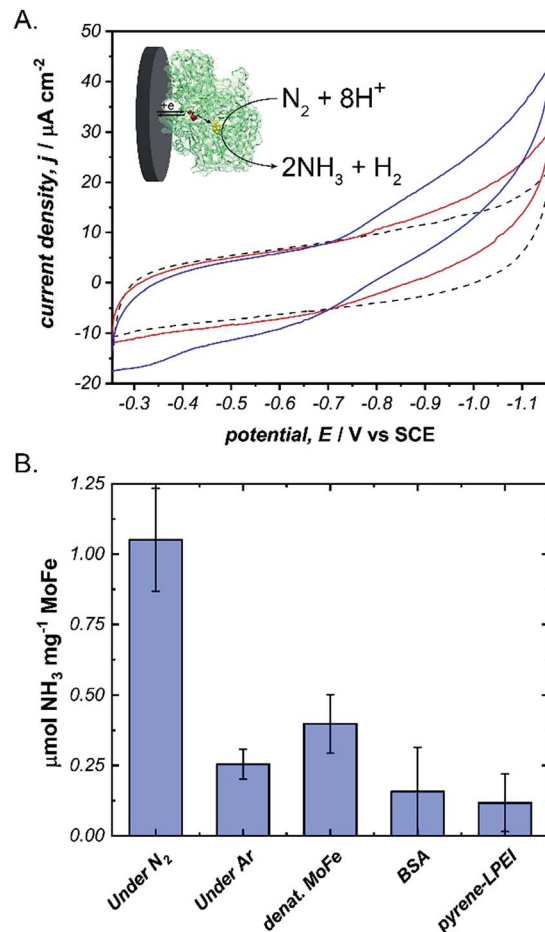 A.
50
40
30
20
10
0
-10
-20
current density, j / μA cm⁻²
+e⁻
N₂ + 8H⁺
2NH₃ + H₂
-0.3 -0.4 -0.5 -0.6 -0.7 -0.8 -0.9 -1.0 -1.1
potential, E / V vs SCE
B.
1.25
1.00
0.75
0.50
0.25
0.00
μmol NH₃ mg⁻¹ MoFe
Under N₂
Under Ar
denat. MoFe
BSA
pyrene-LPEI